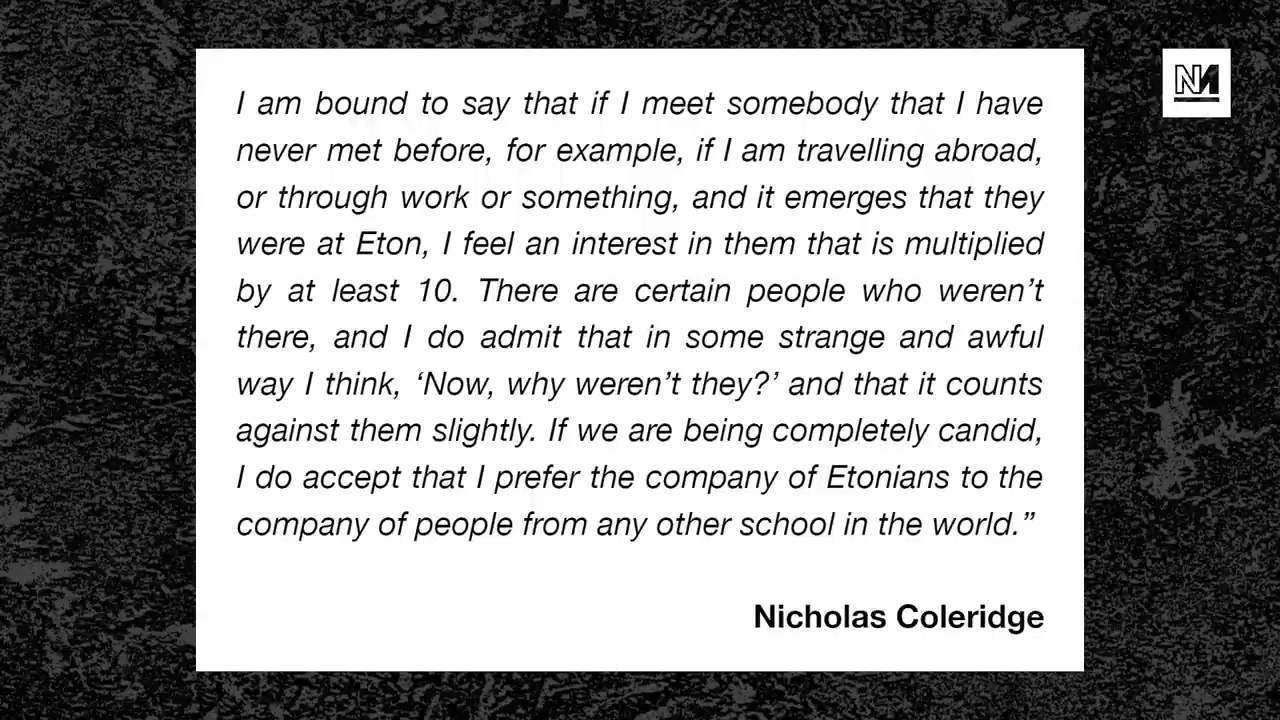 I am bound to say that if I meet somebody that I have
never met before, for example, if I am travelling abroad,
or through work or something, and it emerges that they
were at Eton, I feel an interest in them that is multiplied
by at least 10. There are certain people who weren’t
there, and I do admit that in some strange and awful
way I think, ‘Now, why weren’t they?’ and that it counts
against them slightly. If we are being completely candid,
I do accept that I prefer the company of Etonians to the
company of people from any other school in the world.”
Nicholas Coleridge
NM